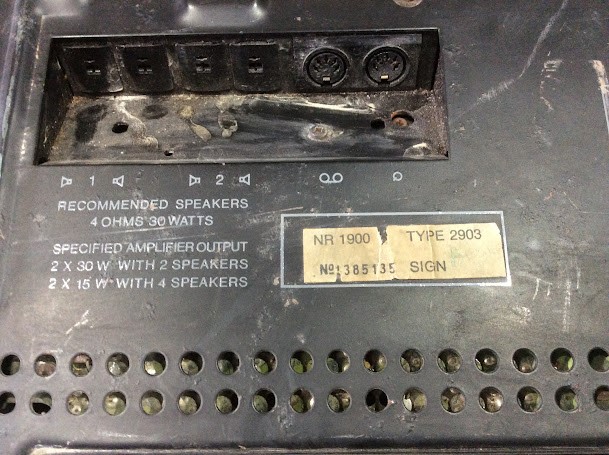 1 2
RECOMMENDED SPEAKERS
4 OHMS 30 WATTS
SPECIFIED AMPLIFIER OUTPUT
2 X 30 W WITH 2 SPEAKERS
2 X 15 W WITH 4 SPEAKERS
NR 1900 TYPE 2903
№ 1385135 SIGN